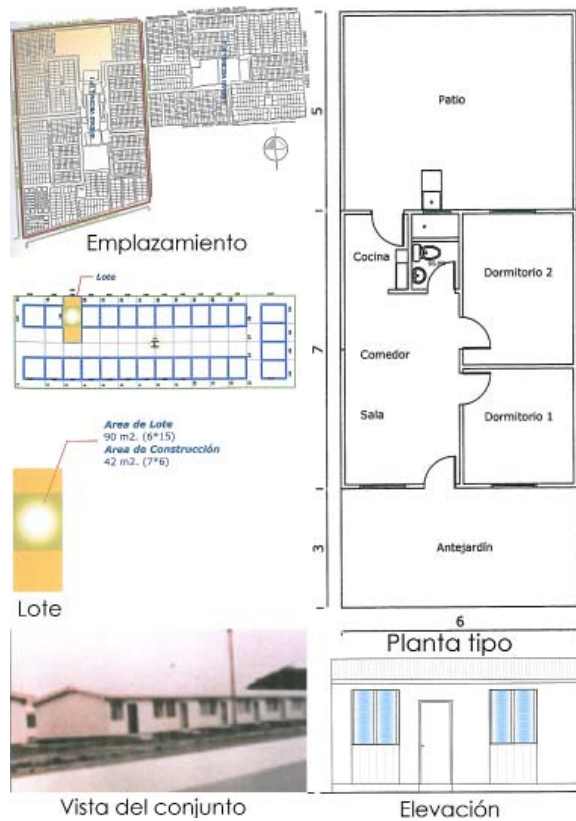 Emplazamiento
Lote
Area de Lote
90 m2. (6*15)
Area de Construcción
42 m2. (7*6)
Lote
Vista del conjunto
5
7
3
Patio
Cocina
Dormitorio 2
Comedor
Sala
Dormitorio 1
Antejardín
6
Planta tipo
Elevación